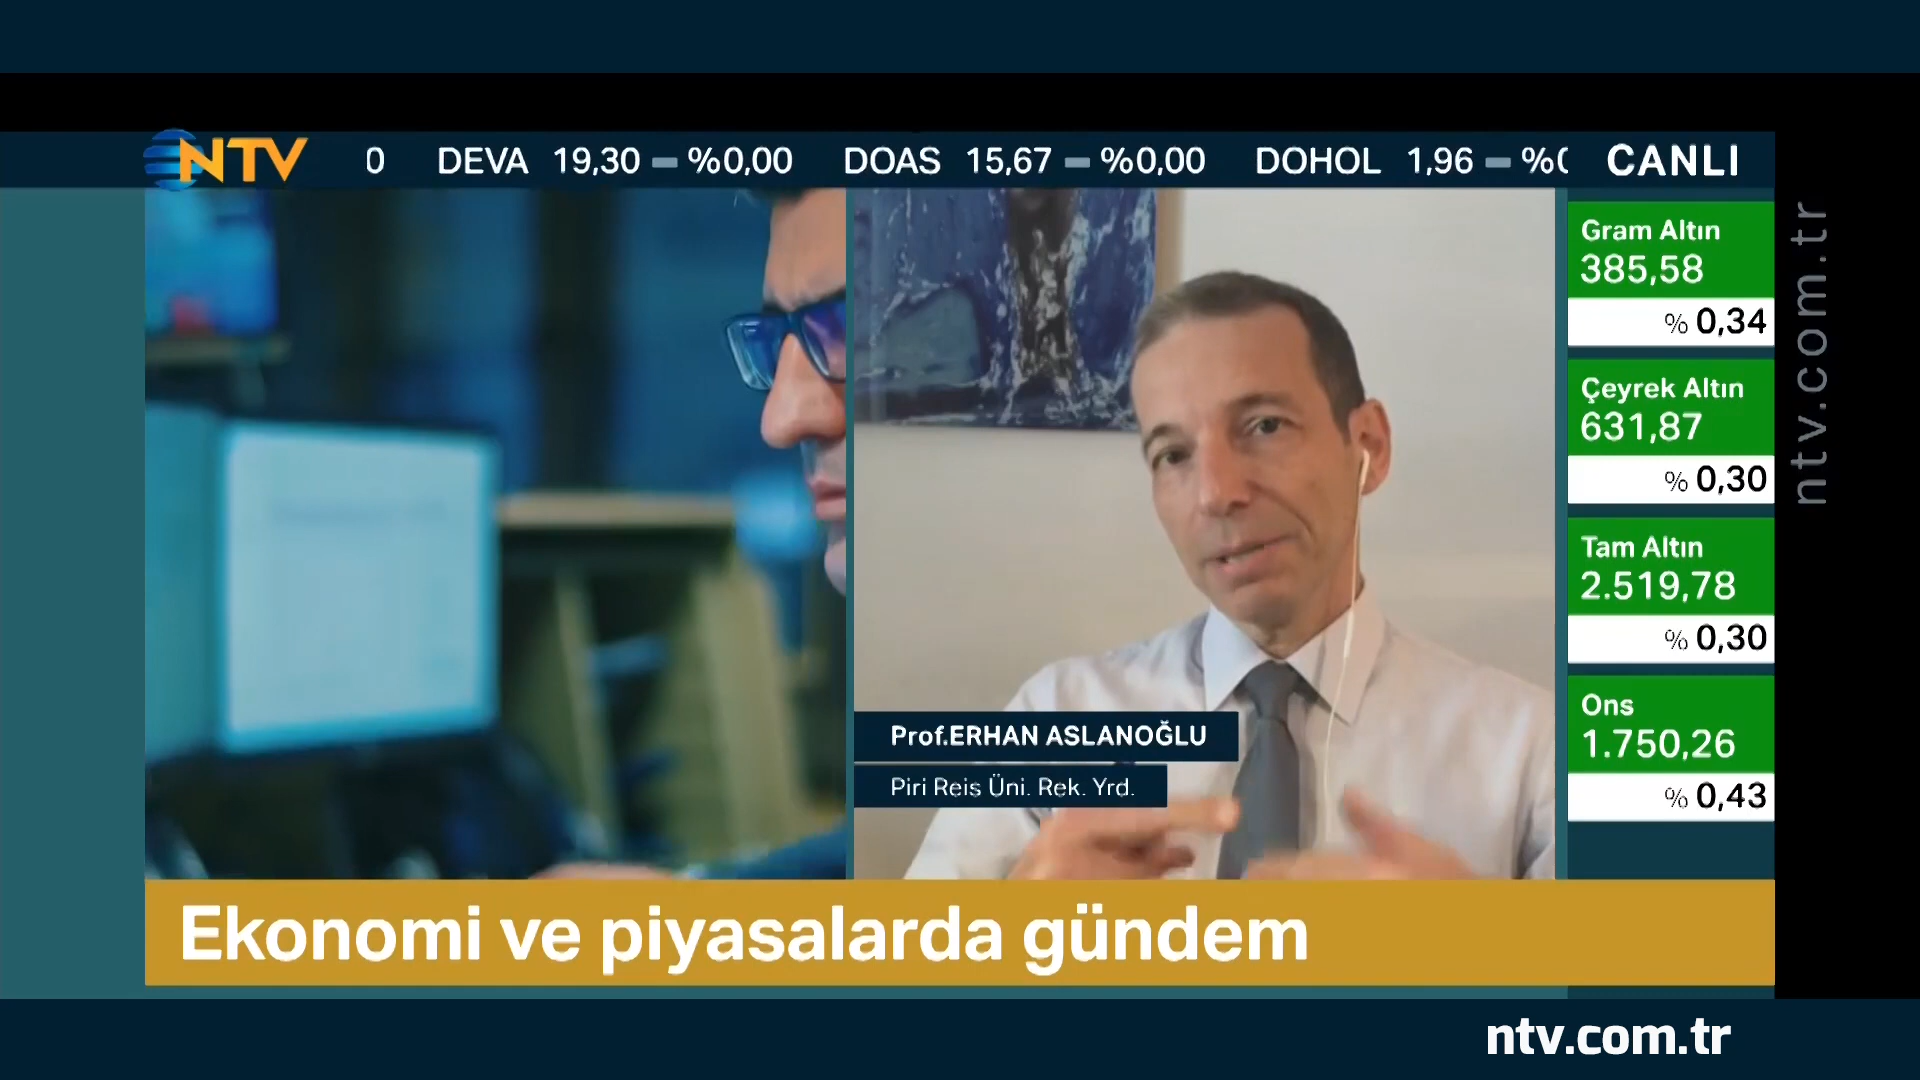 NTV
0 DEVA 19,30 %0,00 DOAS 15,67 %0,00 DOHOL 1,96
CANLI
Gram Altın
385,58
% 0,34
Çeyrek Altın
631,87
% 0,30
Tam Altın
2.519,78
% 0,30
Ons
1.750,26
% 0,43
ntv.com.tr
Prof.ERHAN ASLANOĞLU
Piri Reis Üni. Rek. Yrd.
Ekonomi ve piyasalarda gündem
ntv.com.tr